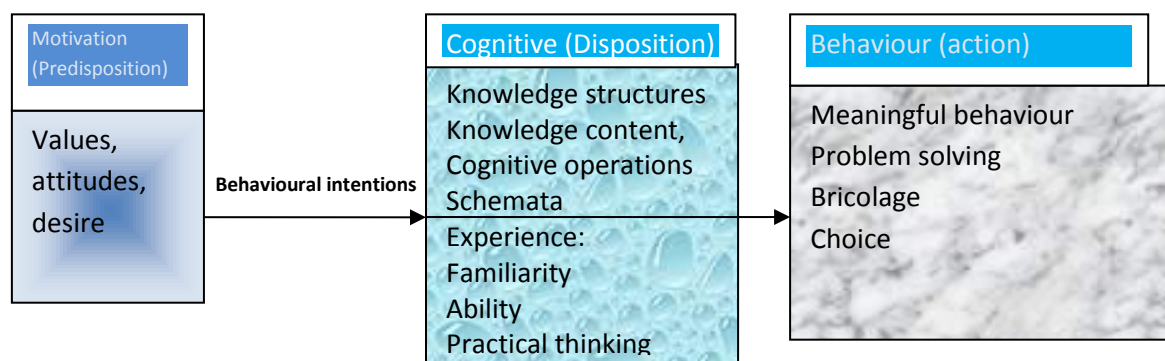 Motivation
(Predisposition)
Values,
attitudes,
desire
Behavioural intentions
Cognitive (Disposition)
Knowledge structures
Knowledge content,
Cognitive operations
Schemata
Experience:
Familiarity
Ability
Practical thinking
Behaviour (action)
Meaningful behaviour
Problem solving
Bricolage
Choice